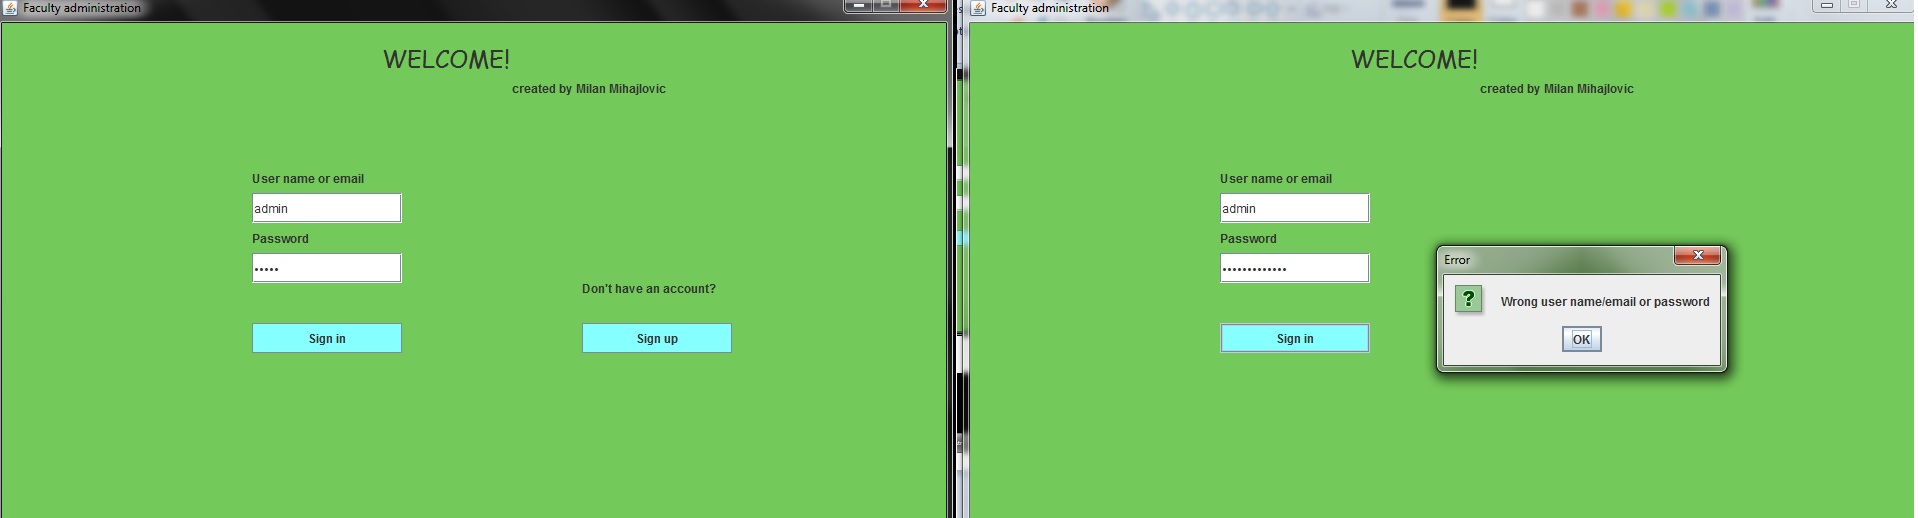 Faculty administration
WELCOME!
created by Milan Mihajlovic
User name or email
admin
Password
•••••
Don't have an account?
Sign in
Sign up
Faculty administration
WELCOME!
created by Milan Mihajlovic
User name or email
admin
Password
•••••••••••••
Sign in
Error
? Wrong user name/email or password
OK